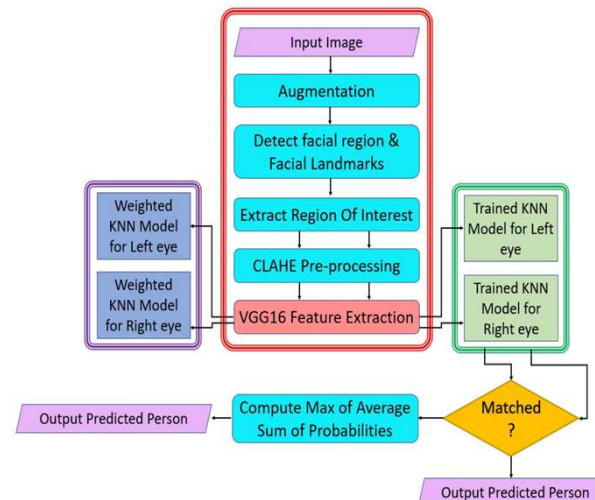 Input Image
Augmentation
Detect facial region &
Facial Landmarks
Extract Region Of Interest
CLAHE Pre-processing
VGG16 Feature Extraction
Weighted
KNN Model
for Left eye
Weighted
KNN Model
for Right eye
Trained KNN
Model for Left
eye
Trained KNN
Model for
Right eye
Matched
?
Compute Max of Average
Sum of Probabilities
Output Predicted Person
Output Predicted Person